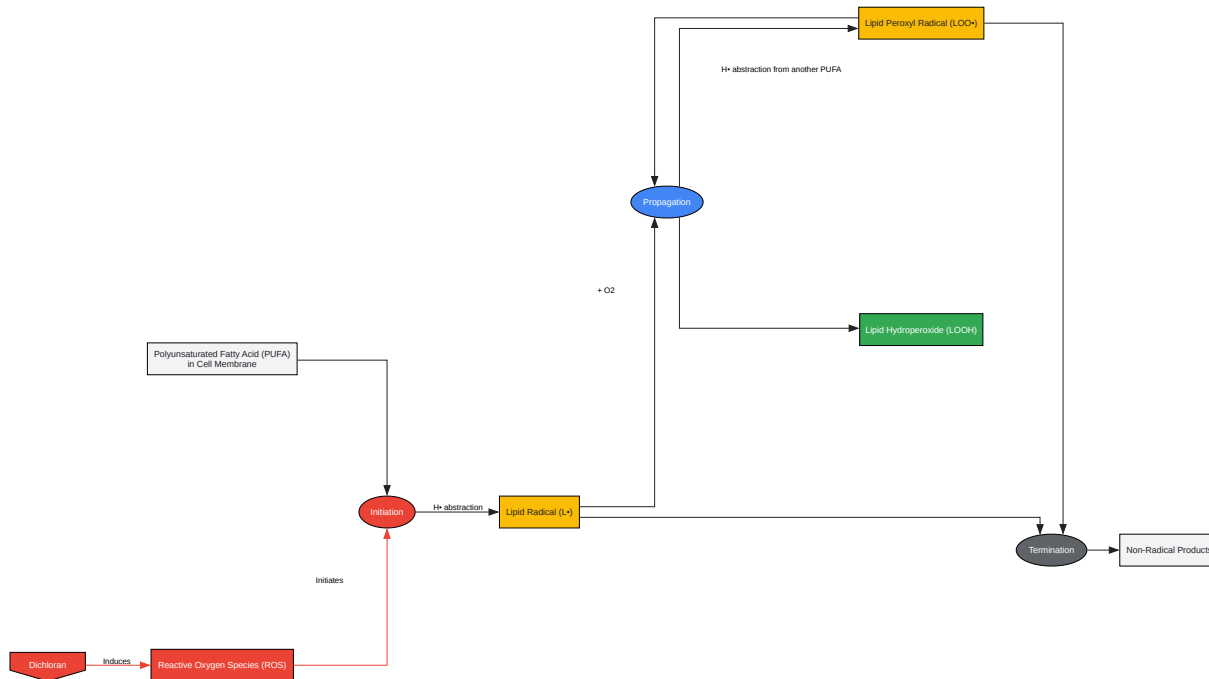 Lipid Peroxyl Radical (LOO•)
H• abstraction from another PUFA
Propagation
+ O2
Lipid Hydroperoxide (LOOH)
Polyunsaturated Fatty Acid (PUFA)
in Cell Membrane
Initiation
H• abstraction
Lipid Radical (L•)
Termination
Non-Radical Products
Initiates
Dichloran
Induces
Reactive Oxygen Species (ROS)